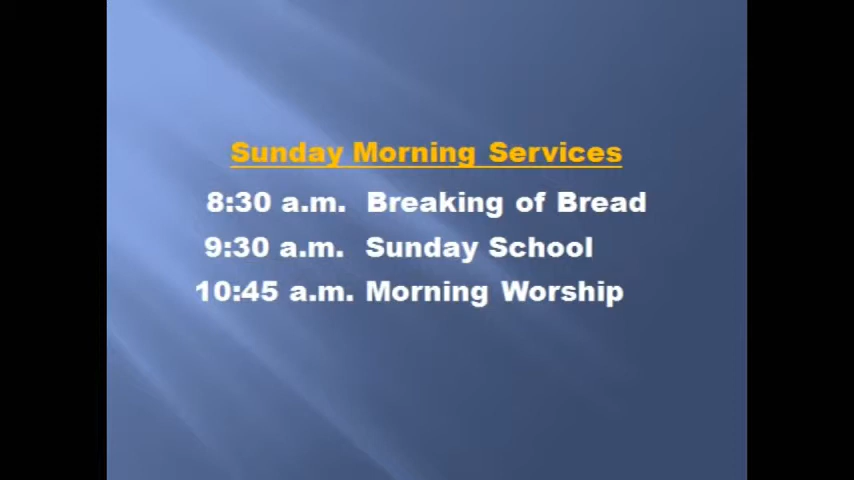 Sunday Morning Services
8:30 a.m. Breaking of Bread
9:30 a.m. Sunday School
10:45 a.m. Morning Worship